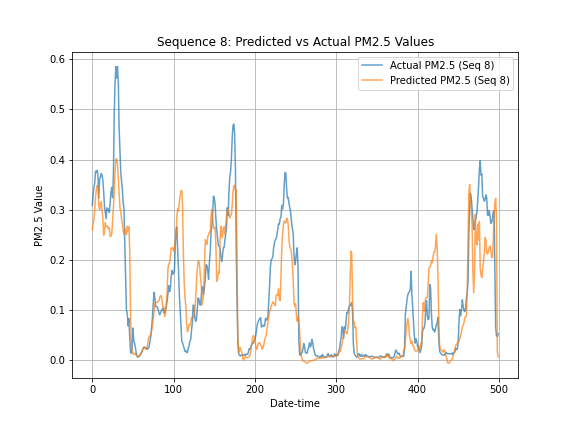 Sequence 8: Predicted vs Actual PM2.5 Values
Actual PM2.5 (Seq 8)
Predicted PM2.5 (Seq 8)
0.6
0.5
0.4
0.3
0.2
0.1
0.0
PM2.5 Value
0 100 200 300 400 500
Date-time